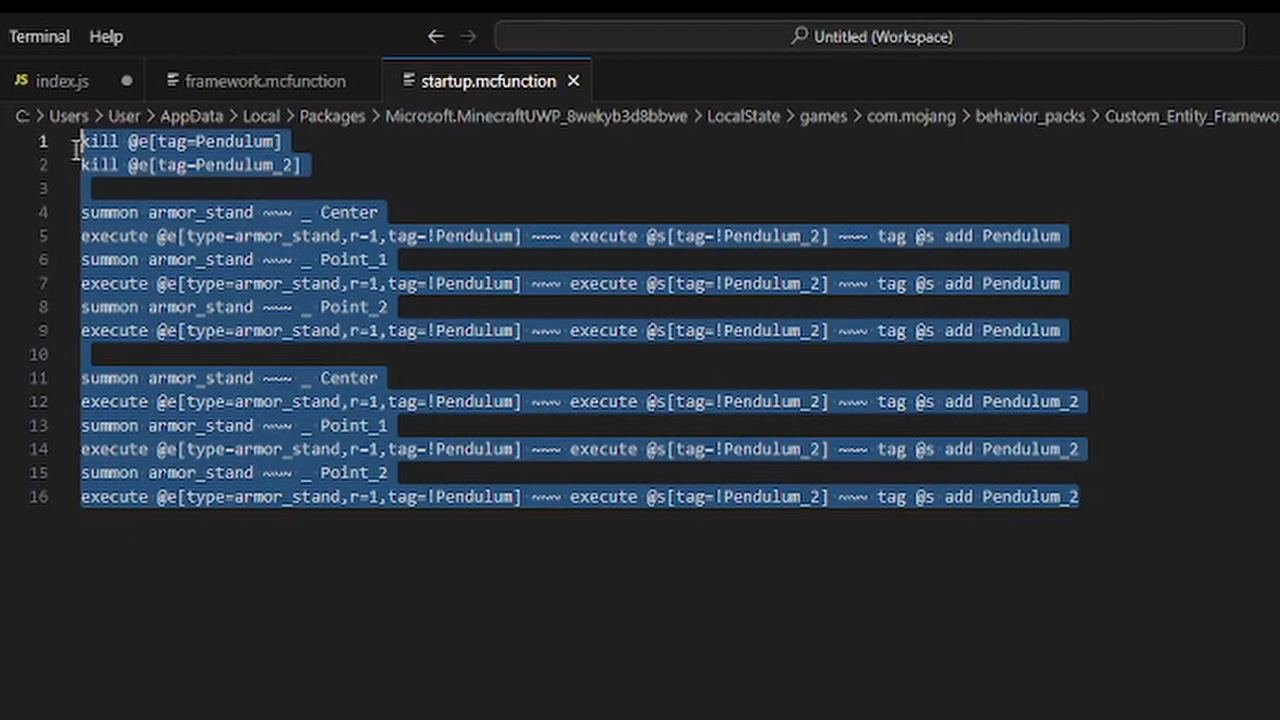 Terminal Help Untitled (Workspace)
JS index.js framework.mcfunction startup.mcfunction
C: > Users > User > AppData > Local > Packages > Microsoft.MinecraftUWP_8wekyb3d8bbwe > LocalState > games > com.mojang > behavior_packs > Custom_Entity_Framewo
1 kill @e[tag=Pendulum]
2 kill @e[tag=Pendulum_2]
3
4 summon armor_stand ~~~ _ Center
5 execute @e[type=armor_stand,r=1,tag=!Pendulum] ~~~ execute @s[tag=!Pendulum_2] ~~~ tag @s add Pendulum
6 summon armor_stand ~~~ _ Point_1
7 execute @e[type=armor_stand,r=1,tag=!Pendulum] ~~~ execute @s[tag=!Pendulum_2] ~~~ tag @s add Pendulum
8 summon armor_stand ~~~ _ Point_2
9 execute @e[type=armor_stand,r=1,tag=!Pendulum] ~~~ execute @s[tag=!Pendulum_2] ~~~ tag @s add Pendulum
10
11 summon armor_stand ~~~ _ Center
12 execute @e[type=armor_stand,r=1,tag=!Pendulum] ~~~ execute @s[tag=!Pendulum_2] ~~~ tag @s add Pendulum_2
13 summon armor_stand ~~~ _ Point_1
14 execute @e[type=armor_stand,r=1,tag=!Pendulum] ~~~ execute @s[tag=!Pendulum_2] ~~~ tag @s add Pendulum_2
15 summon armor_stand ~~~ _ Point_2
16 execute @e[type=armor_stand,r=1,tag=!Pendulum] ~~~ execute @s[tag=!Pendulum_2] ~~~ tag @s add Pendulum_2